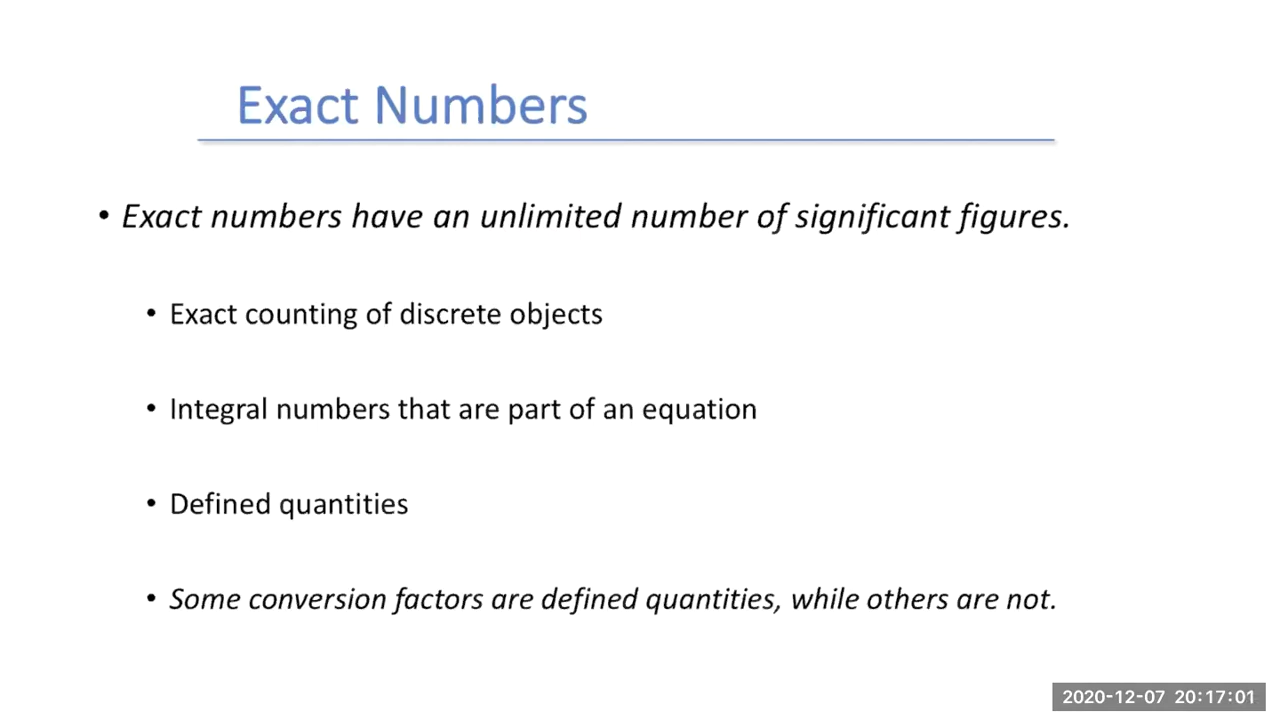 Exact Numbers
• Exact numbers have an unlimited number of significant figures.
• Exact counting of discrete objects
• Integral numbers that are part of an equation
• Defined quantities
• Some conversion factors are defined quantities, while others are not.
2020-12-07 20:17:01